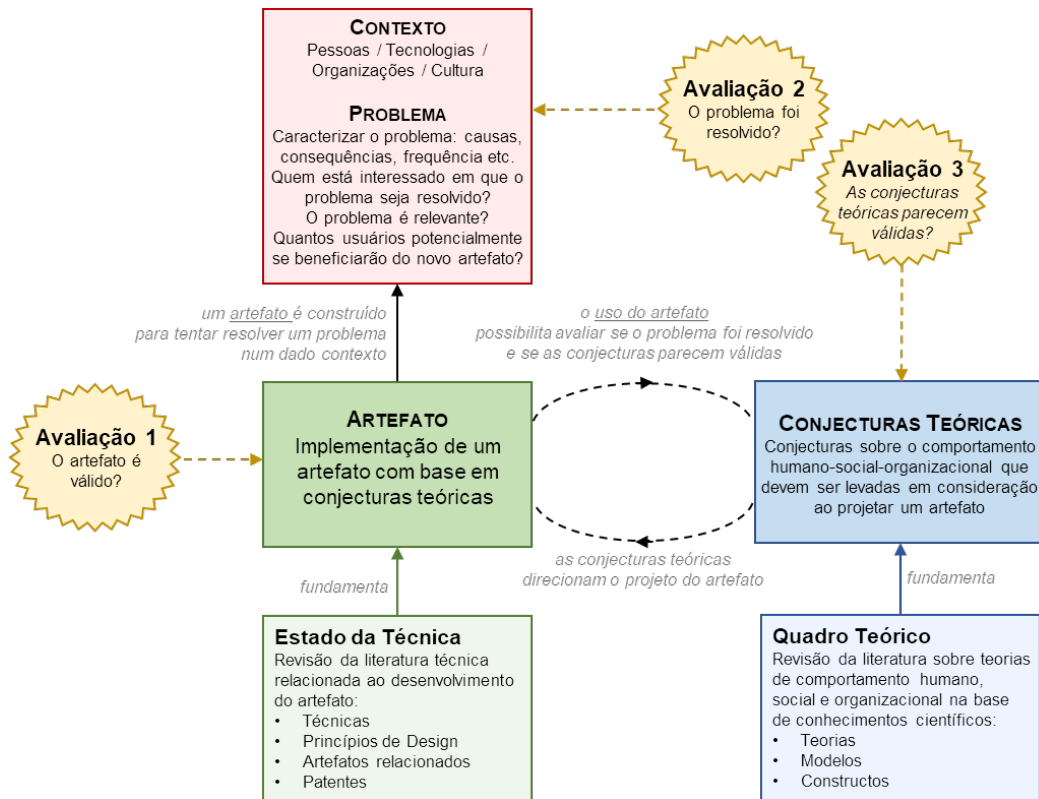 CONTEXTO
Pessoas / Tecnologias /
Organizações / Cultura
PROBLEMA
Caracterizar o problema: causas,
consequências, frequência etc.
Quem está interessado em que o
problema seja resolvido?
O problema é relevante?
Quantos usuários potencialmente
se beneficiarão do novo artefato?
Avaliação 2
O problema foi
resolvido?
Avaliação 3
As conjecturas
teóricas parecem
válidas?
um artefato é construído
para tentar resolver um problema
num dado contexto
o uso do artefato
possibilita avaliar se o problema foi resolvido
e se as conjecturas parecem válidas
Avaliação 1
O artefato é
válido?
ARTEFATO
Implementação de um
artefato com base em
conjecturas teóricas
CONJECTURAS TEÓRICAS
Conjecturas sobre o comportamento
humano-social-organizacional que
devem ser levadas em consideração
ao projetar um artefato
as conjecturas teóricas
direcionam o projeto do artefato
fundamenta
fundamenta
Estado da Técnica
Revisão da literatura técnica
relacionada ao desenvolvimento
do artefato:
• Técnicas
• Princípios de Design
• Artefatos relacionados
• Patentes
Quadro Teórico
Revisão da literatura sobre teorias
de comportamento humano,
social e organizacional na base
de conhecimentos científicos:
• Teorias
• Modelos
• Constructos